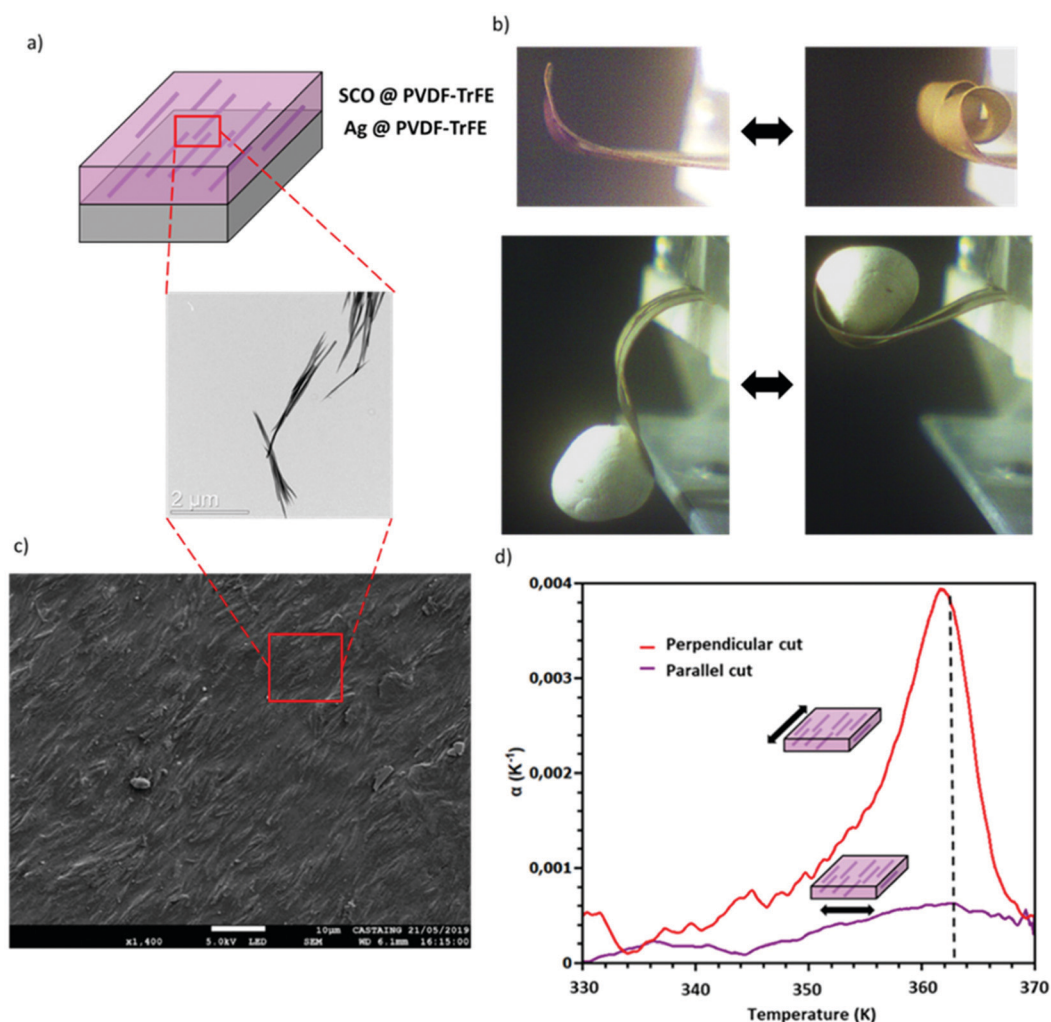 a)
SCO @ PVDF-TrFE
Ag @ PVDF-TrFE
2 µm
b)
c)
10µm CASTAING 21/05/2019
x1,400 5.0kV LED SEM WD 6.1mm 16:15:00
d)
0,004
0,003
0,002
0,001
0
α (K⁻¹)
Perpendicular cut
Parallel cut
330 340 350 360 370
Temperature (K)